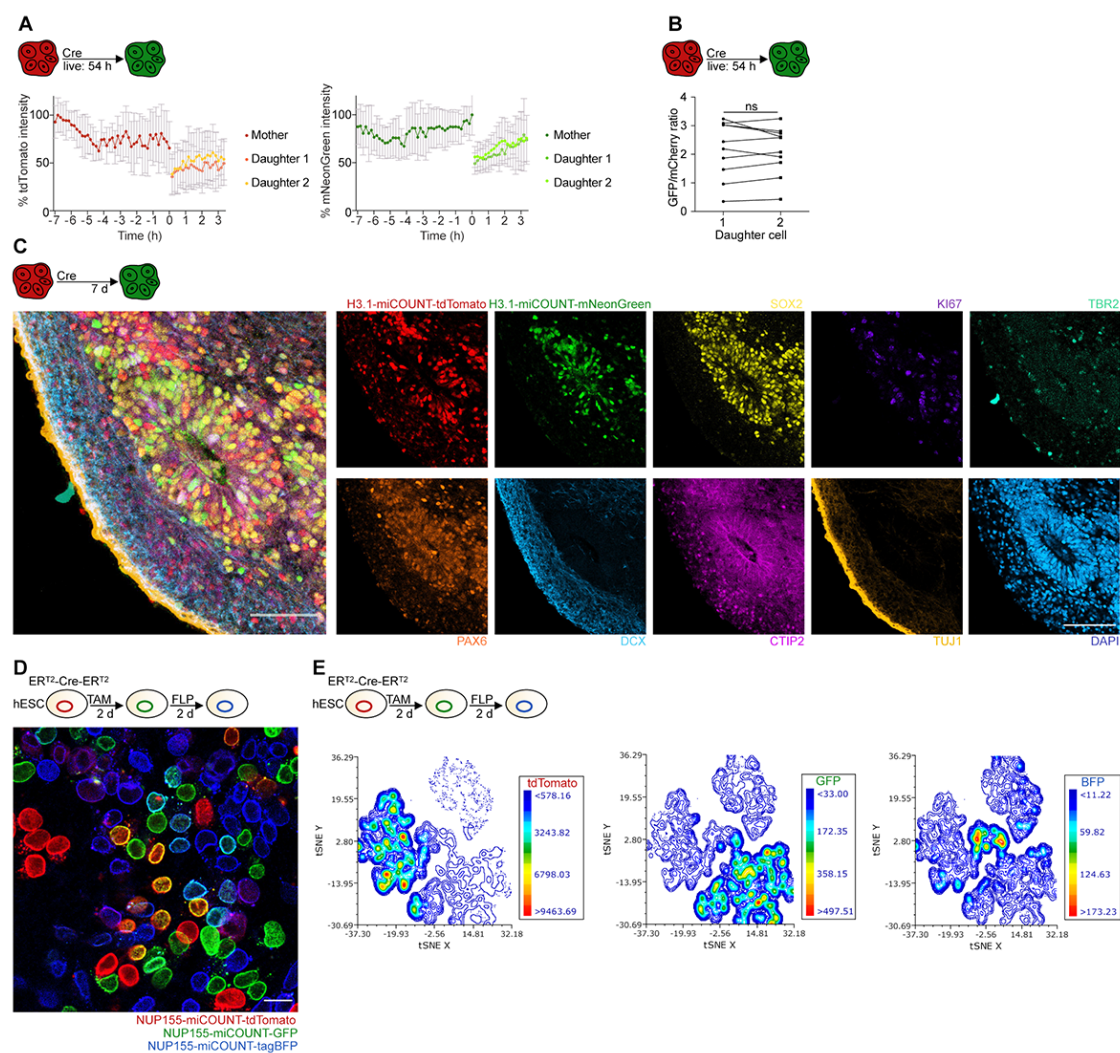 A
Cre
live: 54 h
% tdTomato intensity
100
50
0
-7 -6 -5 -4 -3 -2 -1 0 1 2 3
Time (h)
Mother
Daughter 1
Daughter 2
% mNeonGreen intensity
100
50
0
-7 -6 -5 -4 -3 -2 -1 0 1 2 3
Time (h)
Mother
Daughter 1
Daughter 2
B
Cre
live: 54 h
GFP/mCherry ratio
4
3
2
1
0
ns
1 2
Daughter cell
C
Cre
7 d
H3.1-miCOUNT-tdTomato
H3.1-miCOUNT-mNeonGreen
SOX2
KI67
TBR2
PAX6
DCX
CTIP2
TUJ1
DAPI
D
ER^T2-Cre-ER^T2
hESC
TAM
2 d
FLP
2 d
NUP155-miCOUNT-tdTomato
NUP155-miCOUNT-GFP
NUP155-miCOUNT-tagBFP
E
ER^T2-Cre-ER^T2
hESC
TAM
2 d
FLP
2 d
tSNE Y
36.29
19.55
2.80
-13.95
-30.69
-37.30 -19.93 -2.56 14.81 32.18
tSNE X
tdTomato
<578.16
3243.82
6798.03
>9463.69
tSNE Y
36.29
19.55
2.80
-13.95
-30.69
-37.30 -19.93 -2.56 14.81 32.18
tSNE X
GFP
<33.00
172.35
358.15
>497.51
tSNE Y
36.29
19.55
2.80
-13.95
-30.69
-37.30 -19.93 -2.56 14.81 32.18
tSNE X
BFP
<11.22
59.82
124.63
>173.23